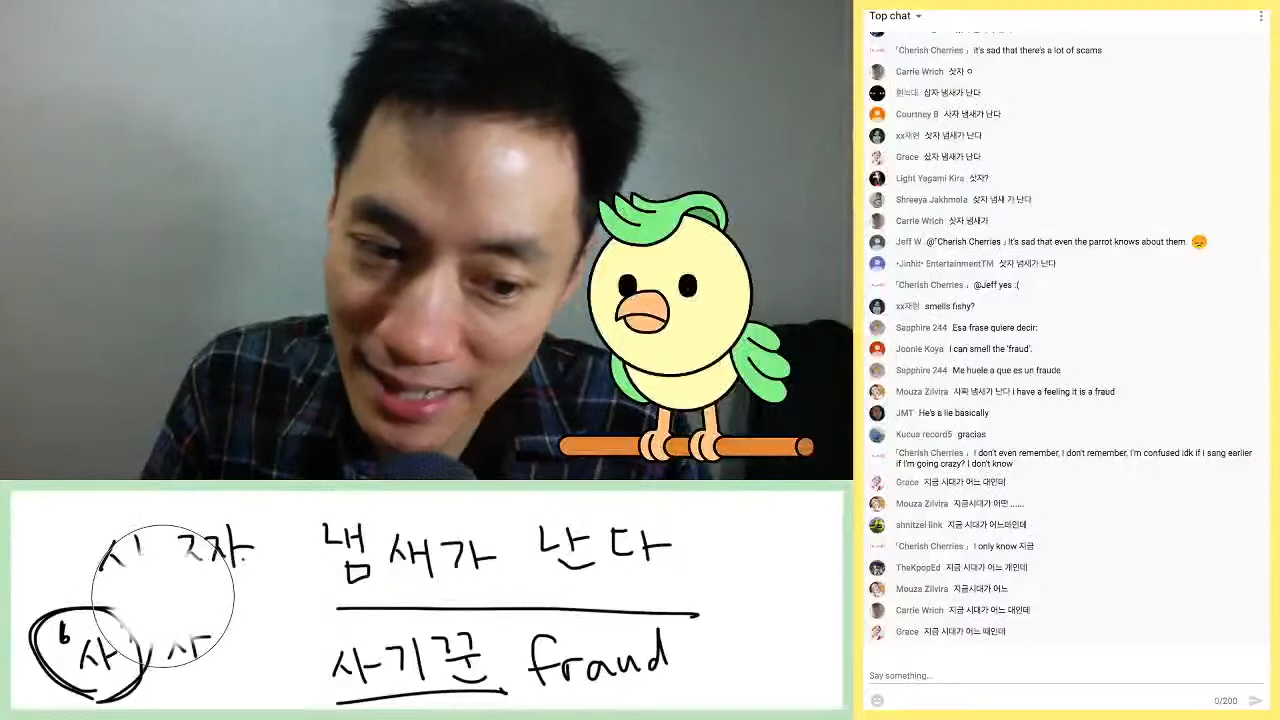 냄새가 난다
사 사
사기꾼 fraud
Top chat
「Cherish Cherries」 it's sad that there's a lot of scams
Carrie Wrich 삿자 ㅇ
삼자 냄새가 난다
Courtney B 사자 냄새가 난다
xx재현 삿자 냄새가 난다
Grace 샀자 냄새가 난다
Light Yagami Kira 삿자?
Shreeya Jakhmola 삿자 냄새 가 난다
Carrie Wrich 삿자 냄새가
Jeff W @「Cherish Cherries」It's sad that even the parrot knows about them. 😞
•Jinhit• EntertainmentTM 삿자 냄새가 난다
「Cherish Cherries」 @Jeff yes :(
xx재현 smells fishy?
Sapphire 244 Esa frase quiere decir:
Joonie Koya I can smell the 'fraud'.
Sapphire 244 Me huele a que es un fraude
Mouza Zilvira 사짜 냄새가 난다 i have a feeling it is a fraud
JMT He's a lie basically
Kucua record5 gracias
「Cherish Cherries」 I don't even remember, I don't remember, I'm confused idk if I sang earlier
if I'm going crazy? I don't know
Grace 지금 시대가 어느 대인데
Mouza Zilvira 지금시대가 어떤 ......
shnitzel link 지금 시대가 어느데인데
「Cherish Cherries」 I only know 지금
TheKpopEd 지금 시대가 어느 개인데
Mouza Zilvira 지금시대가 어느
Carrie Wrich 지금 시대가 어느 대인데
Grace 지금 시대가 어느 때인데
Say something...
0/200